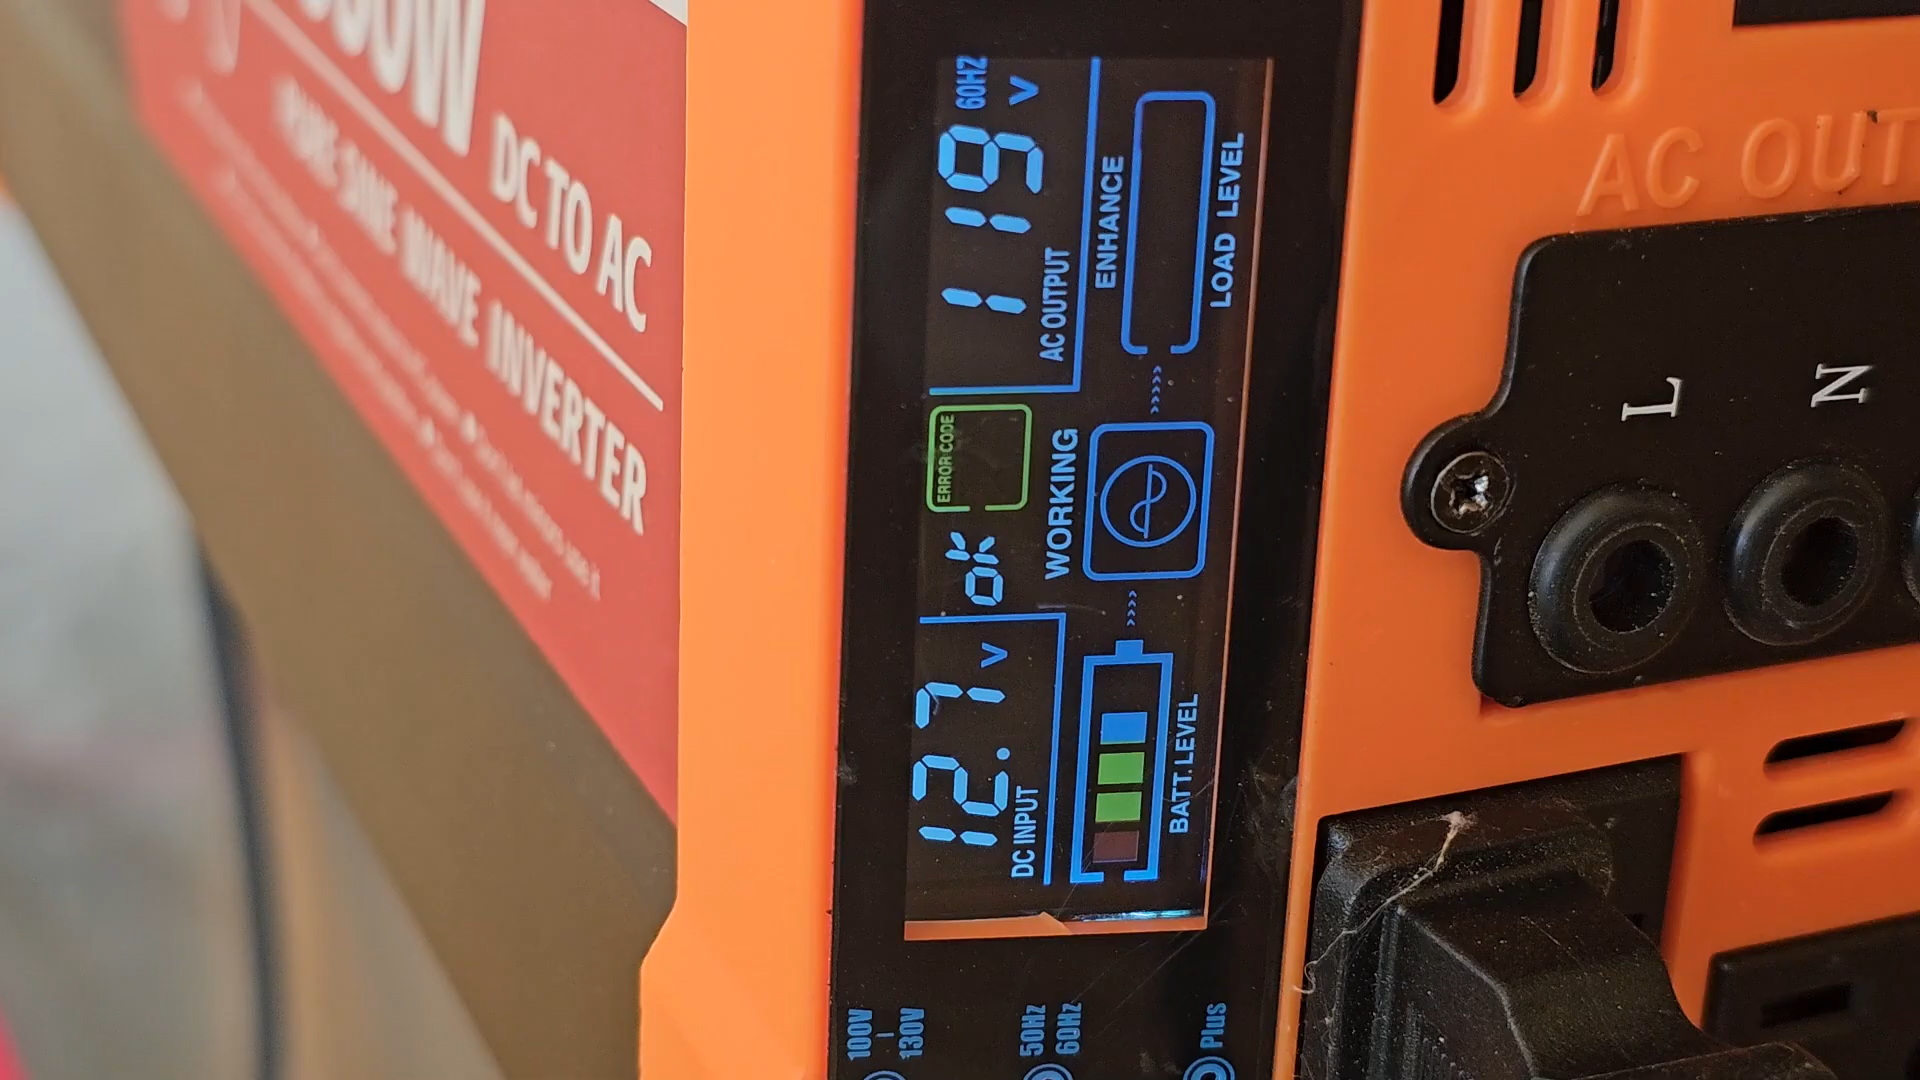 DC TO AC
PURE SINE WAVE INVERTER
12.7 V
DC INPUT
OK
ERROR CODE
119 60HZ V
AC OUTPUT
WORKING
ENHANCE
BATT. LEVEL
LOAD LEVEL
100V
130V
50Hz
60Hz
Plus
AC OUT
L
N